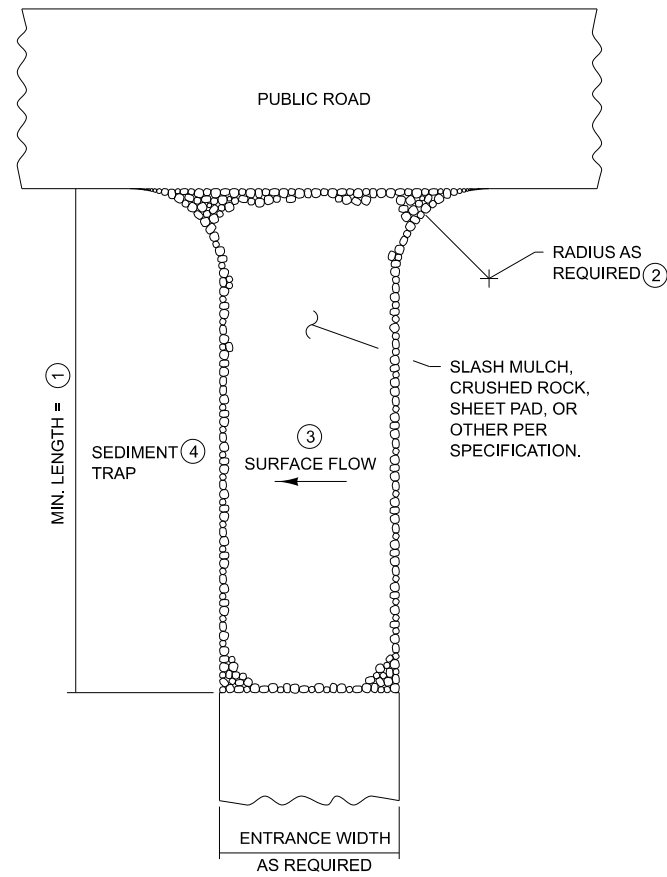 PUBLIC ROAD
RADIUS AS
REQUIRED ②
SLASH MULCH,
CRUSHED ROCK,
SHEET PAD, OR
OTHER PER
SPECIFICATION.
MIN. LENGTH = ①
SEDIMENT ④
TRAP
③
SURFACE FLOW
ENTRANCE WIDTH
AS REQUIRED